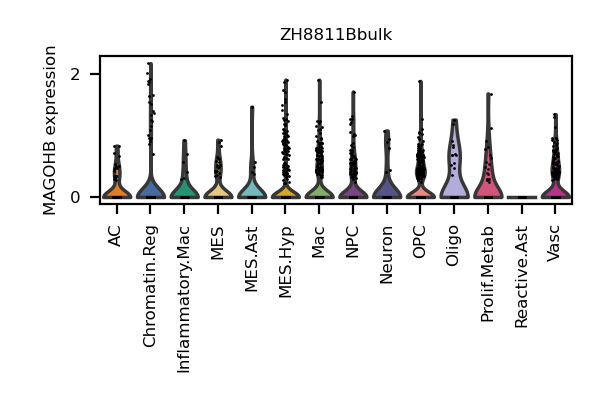 ZH8811Bbulk
MAGOHB expression
2
0
AC
Chromatin.Reg
Inflammatory.Mac
MES
MES.Ast
MES.Hyp
Mac
NPC
Neuron
OPC
Oligo
Prolif.Metab
Reactive.Ast
Vasc